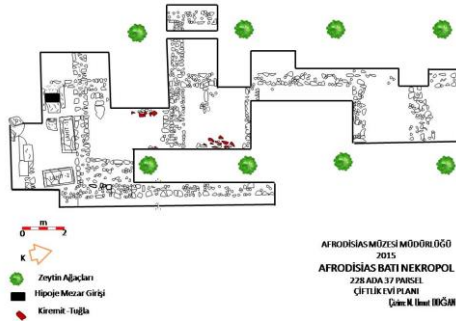 m
0 2
K
Zeytin Ağaçları
Hipoje Mezar Girişi
Kiremit -Tuğla
AFRODİSİAS MÜZESİ MÜDÜRLÜĞÜ
2015
AFRODİSİAS BATI NEKROPOL
228 ADA 37 PARSEL
ÇİFTLİK EVİ PLANI
Çizim: M. Umut DOĞAN